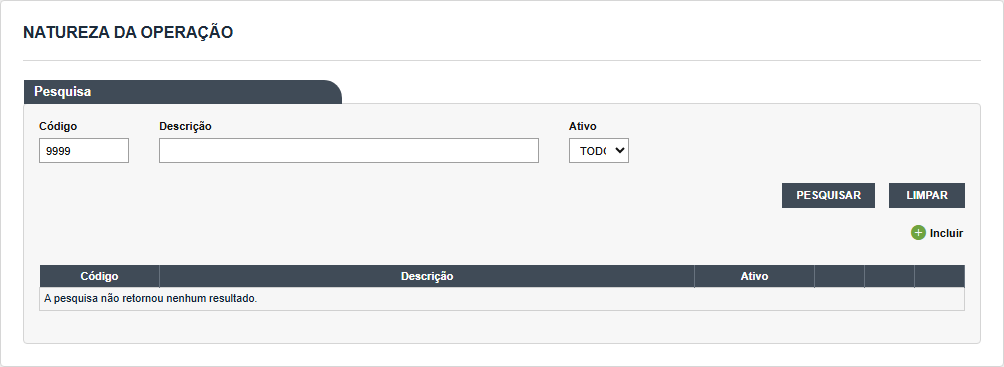 NATUREZA DA OPERAÇÃO
Pesquisa
Código Descrição Ativo
9999 TODO
PESQUISAR LIMPAR
Incluir
Código Descrição Ativo
A pesquisa não retornou nenhum resultado.